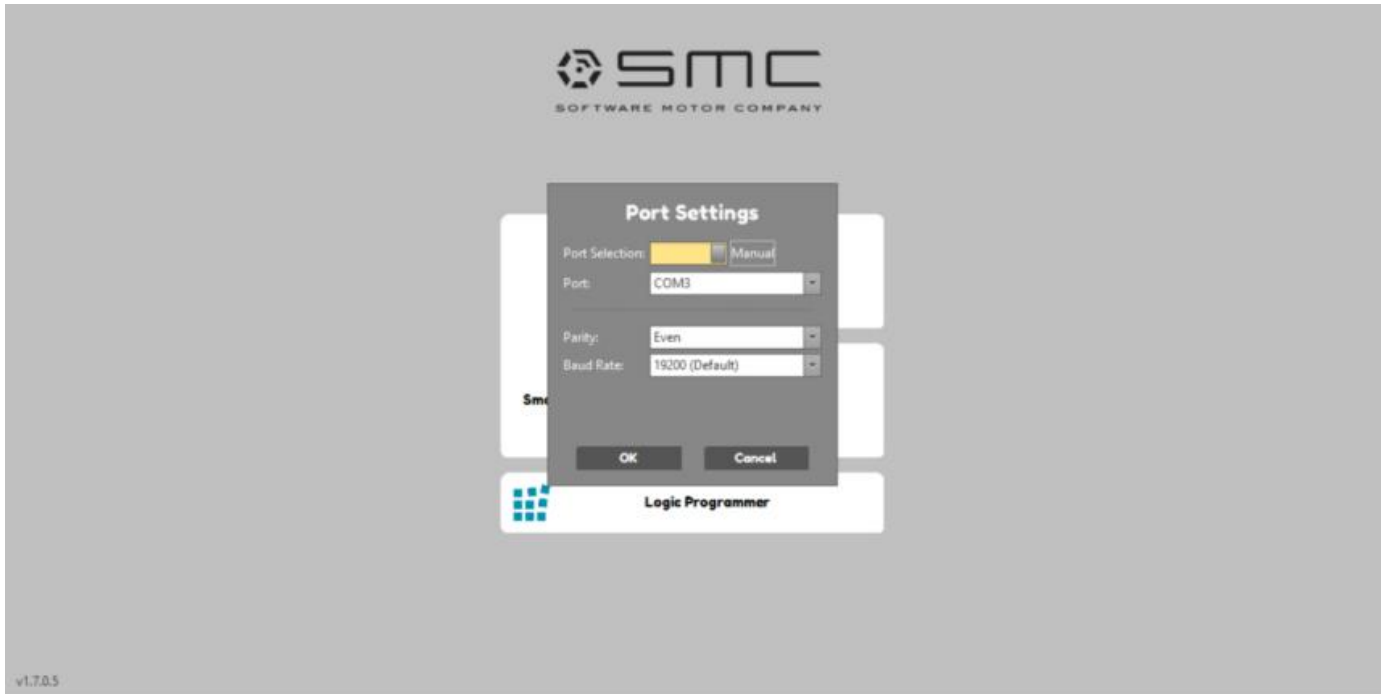 SMC
SOFTWARE MOTOR COMPANY
Port Settings
Port Selection: Manual
Port: COM3
Parity: Even
Baud Rate: 19200 (Default)
OK Cancel
Logic Programmer
v1.7.0.5